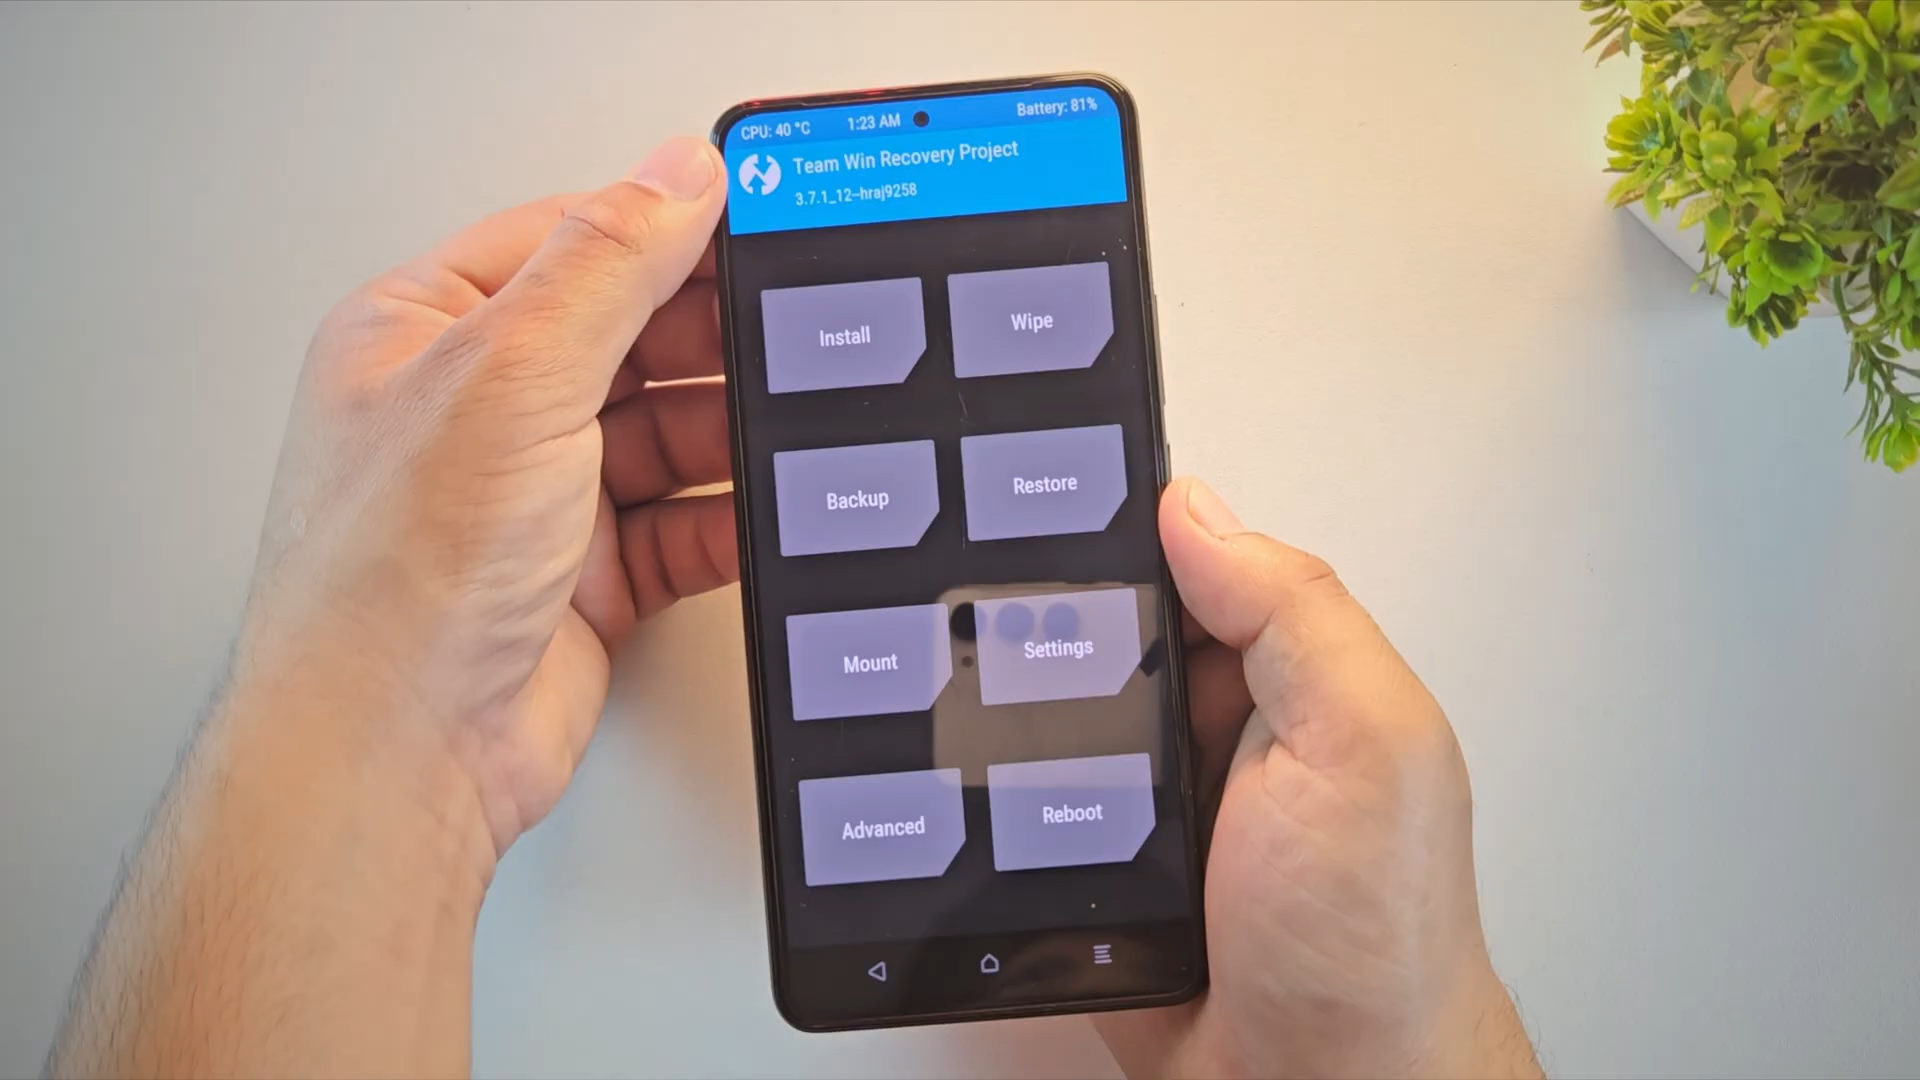 CPU: 40 °C 1:23 AM Battery: 81%
Team Win Recovery Project
3.7.1_12--hraj9258
Install Wipe
Backup Restore
Mount Settings
Advanced Reboot